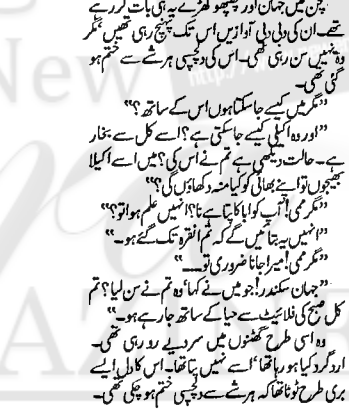 کچن میں جہان اور پھپھو کھڑے یہ ہی بات کر رہے
تھے۔ ان کی دبی دبی آوازیں اس تک پہنچ رہی تھیں مگر
وہ نہیں سن رہی تھی۔ اس کی دلچسپی ہر شے سے ختم ہو
گئی تھی۔
”مگر میں کیسے جا سکتا ہوں اس کے ساتھ؟“
”اور وہ اکیلی کیسے جا سکتی ہے؟ اسے کل سے بخار
ہے۔ حالت دیکھی ہے تم نے اس کی؟ میں اسے اکیلا
بھیجوں تو اپنے بھائی کو کیا منہ دکھاؤں گی؟“
”مگر ممی! آپ کو ابا کا پتا ہے نا؟ انہیں علم ہوا تو؟“
”انہیں یہ بتائیں گے کہ تم انقرہ تک گئے ہو۔“
”مگر ممی! میرا جانا ضروری تو۔۔۔“
”جہان سکندر! جو میں نے کہا‘ وہ تم نے سن لیا؟ تم
کل صبح کی فلائیٹ سے حیا کے ساتھ جا رہے ہو۔“
وہ اسی طرح گھٹنوں میں سر دیے رو رہی تھی۔
اردگرد کیا ہو رہا تھا‘ اسے نہیں پتا تھا۔ اس کا دل ایسے
بری طرح ٹوٹا تھا کہ ہر شے سے دلچسپی ختم ہو چکی تھی۔
New
http://www
AZINE